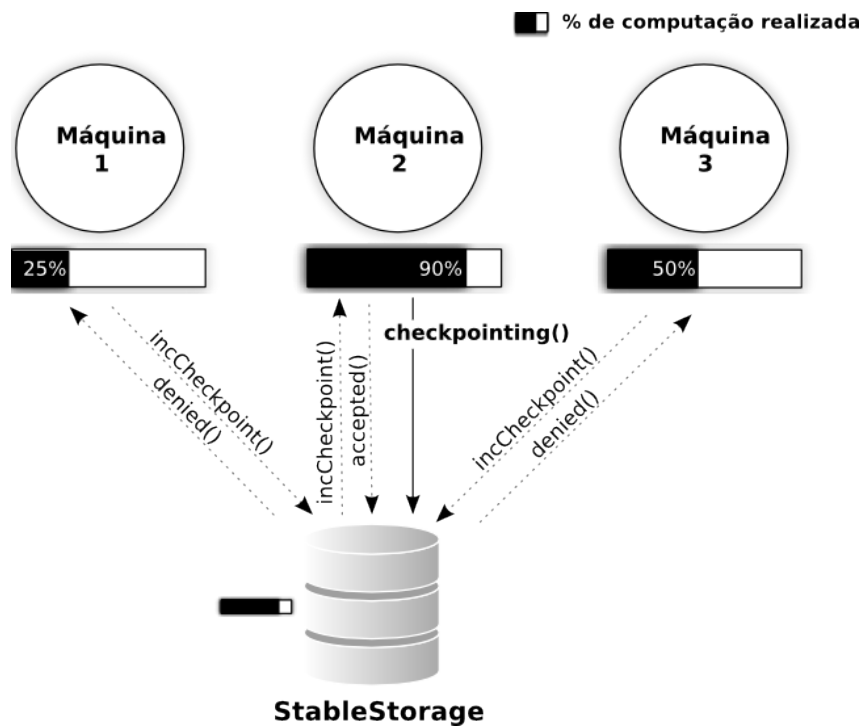 % de computação realizada
Máquina
1
Máquina
2
Máquina
3
25%
90%
50%
checkpointing()
incCheckpoint()
denied()
incCheckpoint()
accepted()
incCheckpoint()
denied()
StableStorage